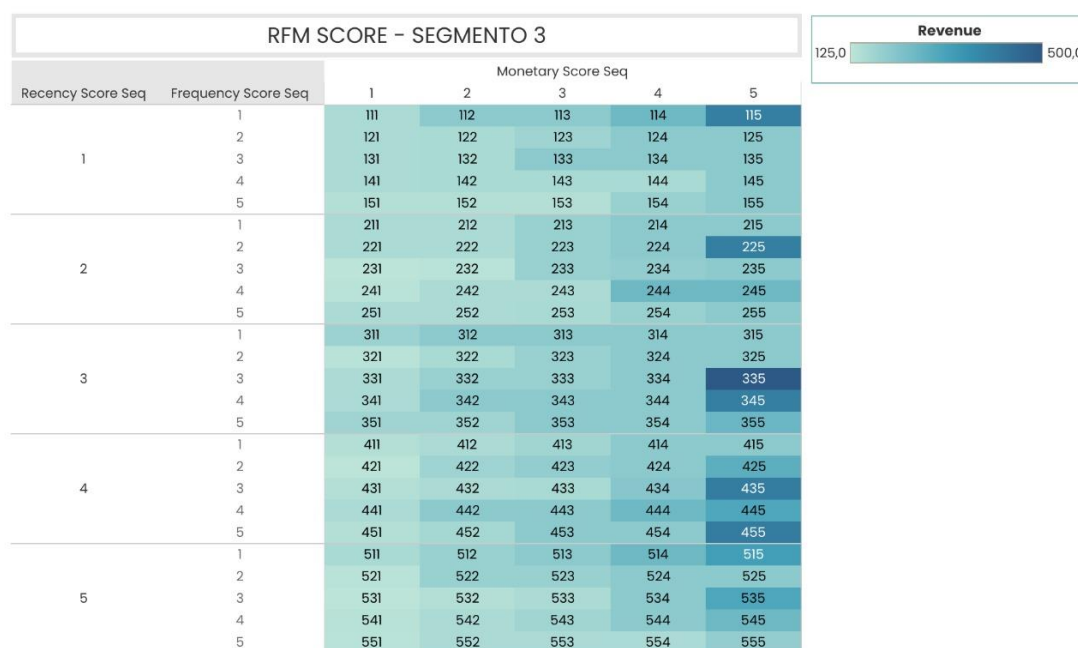 RFM SCORE - SEGMENTO 3
Revenue
125,0 500,0
Monetary Score Seq
Recency Score Seq Frequency Score Seq 1 2 3 4 5
1 111 112 113 114 115
2 121 122 123 124 125
1 3 131 132 133 134 135
4 141 142 143 144 145
5 151 152 153 154 155
1 211 212 213 214 215
2 221 222 223 224 225
2 3 231 232 233 234 235
4 241 242 243 244 245
5 251 252 253 254 255
1 311 312 313 314 315
2 321 322 323 324 325
3 3 331 332 333 334 335
4 341 342 343 344 345
5 351 352 353 354 355
1 411 412 413 414 415
2 421 422 423 424 425
4 3 431 432 433 434 435
4 441 442 443 444 445
5 451 452 453 454 455
1 511 512 513 514 515
2 521 522 523 524 525
5 3 531 532 533 534 535
4 541 542 543 544 545
5 551 552 553 554 555